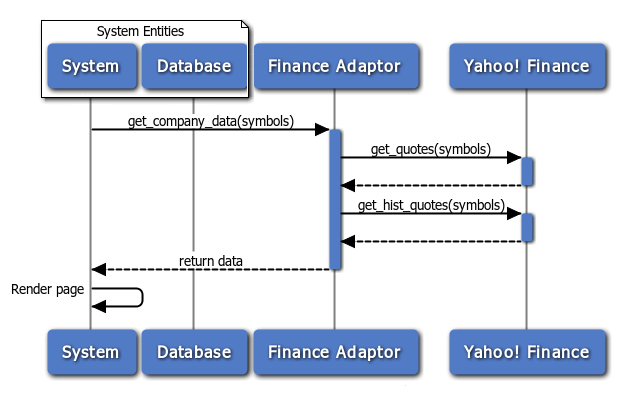 System Entities
System
Database
Finance Adaptor
Yahoo! Finance
get_company_data(symbols)
get_quotes(symbols)
get_hist_quotes(symbols)
return data
Render page
System
Database
Finance Adaptor
Yahoo! Finance